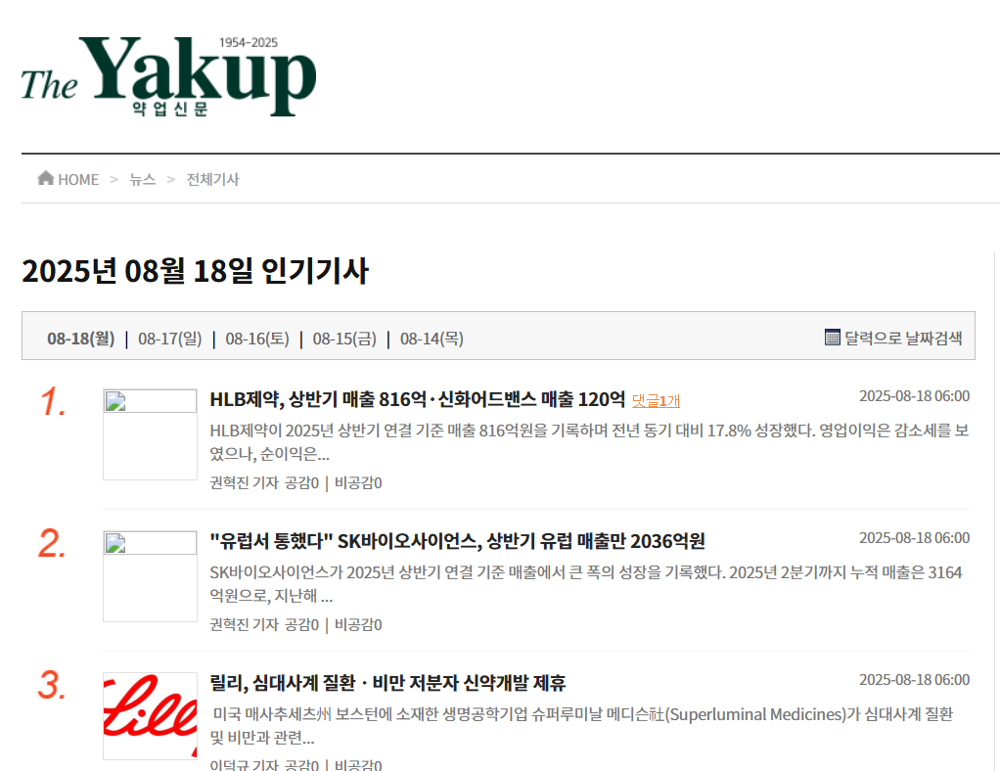 1954-2025
The Yakup
약업신문
HOME > 뉴스 > 전체기사
2025년 08월 18일 인기기사
08-18(월) | 08-17(일) | 08-16(토) | 08-15(금) | 08-14(목) 달력으로 날짜검색
1. HLB제약, 상반기 매출 816억·신화어드밴스 매출 120억 댓글1개 2025-08-18 06:00
HLB제약이 2025년 상반기 연결 기준 매출 816억원을 기록하며 전년 동기 대비 17.8% 성장했다. 영업이익은 감소세를 보
였으나, 순이익은...
권혁진 기자 공감0 | 비공감0
2. "유럽서 통했다" SK바이오사이언스, 상반기 유럽 매출만 2036억원 2025-08-18 06:00
SK바이오사이언스가 2025년 상반기 연결 기준 매출에서 큰 폭의 성장을 기록했다. 2025년 2분기까지 누적 매출은 3164
억원으로, 지난해 ...
권혁진 기자 공감0 | 비공감0
3. Lilly 릴리, 심대사계 질환ㆍ비만 저분자 신약개발 제휴 2025-08-18 06:00
미국 매사추세츠州 보스턴에 소재한 생명공학기업 슈퍼루미날 메디슨社(Superluminal Medicines)가 심대사계 질환
및 비만과 관련...
이덕규 기자 공감0 | 비공감0